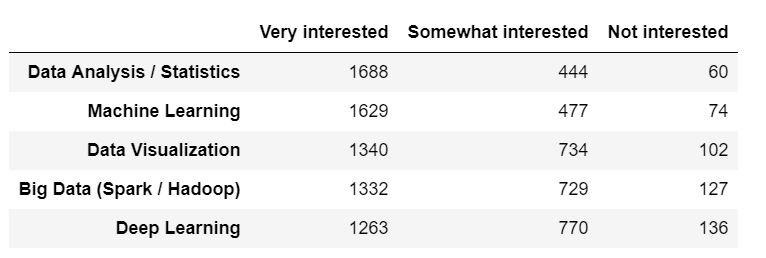 Very interested Somewhat interested Not interested
Data Analysis / Statistics 1688 444 60
Machine Learning 1629 477 74
Data Visualization 1340 734 102
Big Data (Spark / Hadoop) 1332 729 127
Deep Learning 1263 770 136